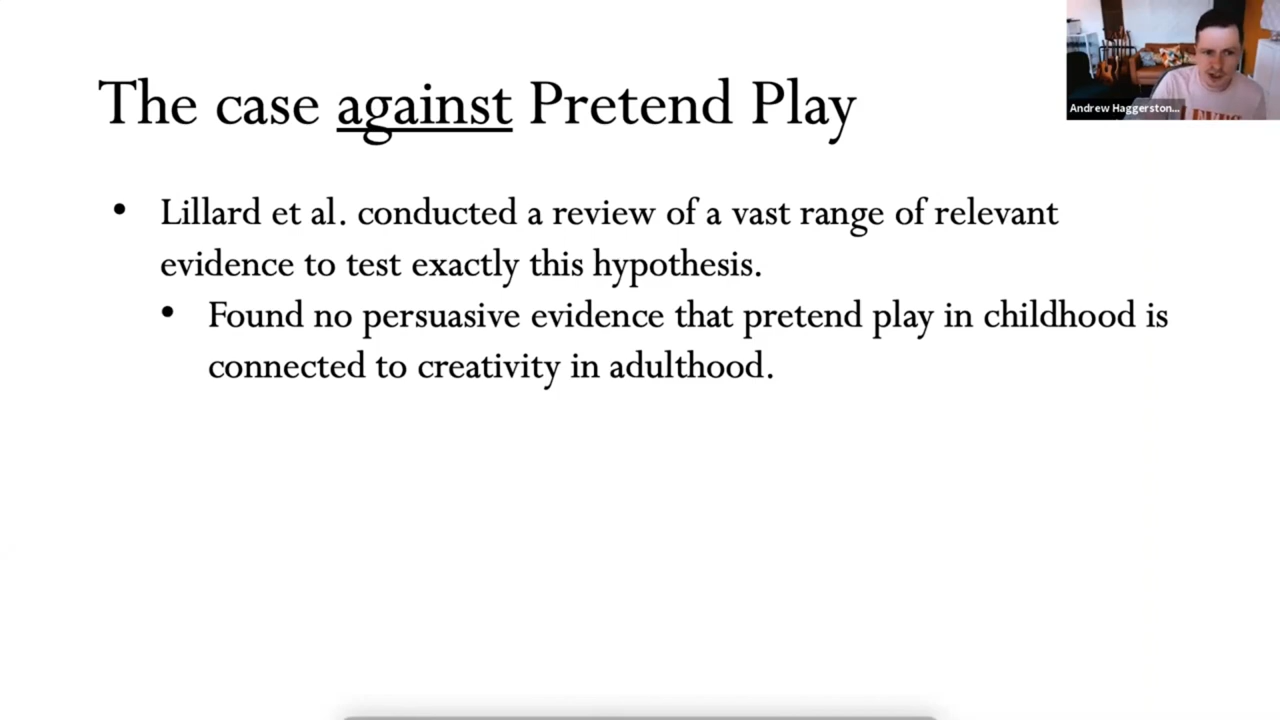 The case against Pretend Play
Andrew Haggerston...
• Lillard et al. conducted a review of a vast range of relevant
evidence to test exactly this hypothesis.
• Found no persuasive evidence that pretend play in childhood is
connected to creativity in adulthood.